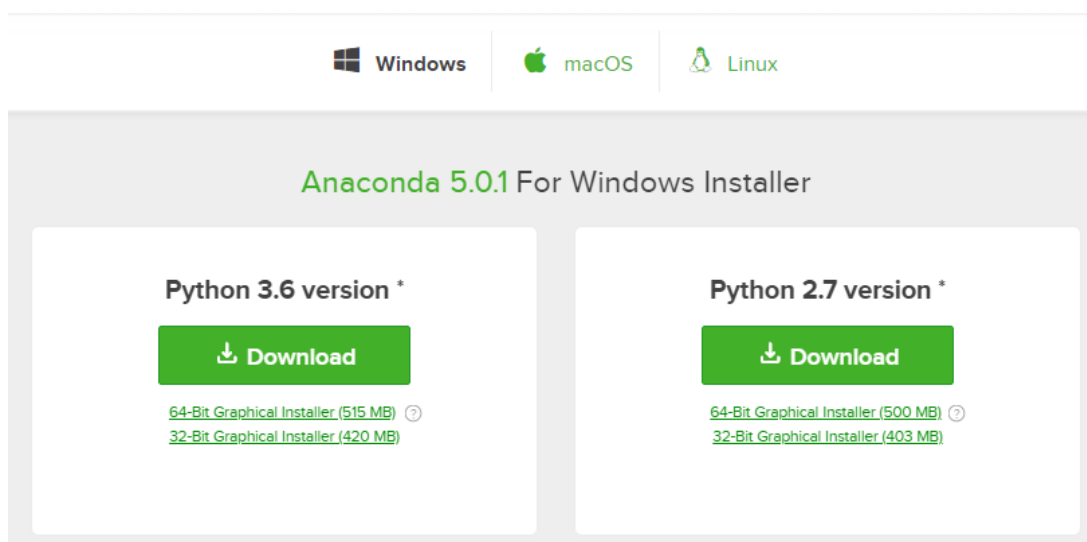 Windows macOS Linux
Anaconda 5.0.1 For Windows Installer
Python 3.6 version *
Download
64-Bit Graphical Installer (515 MB) ?
32-Bit Graphical Installer (420 MB)
Python 2.7 version *
Download
64-Bit Graphical Installer (500 MB) ?
32-Bit Graphical Installer (403 MB)